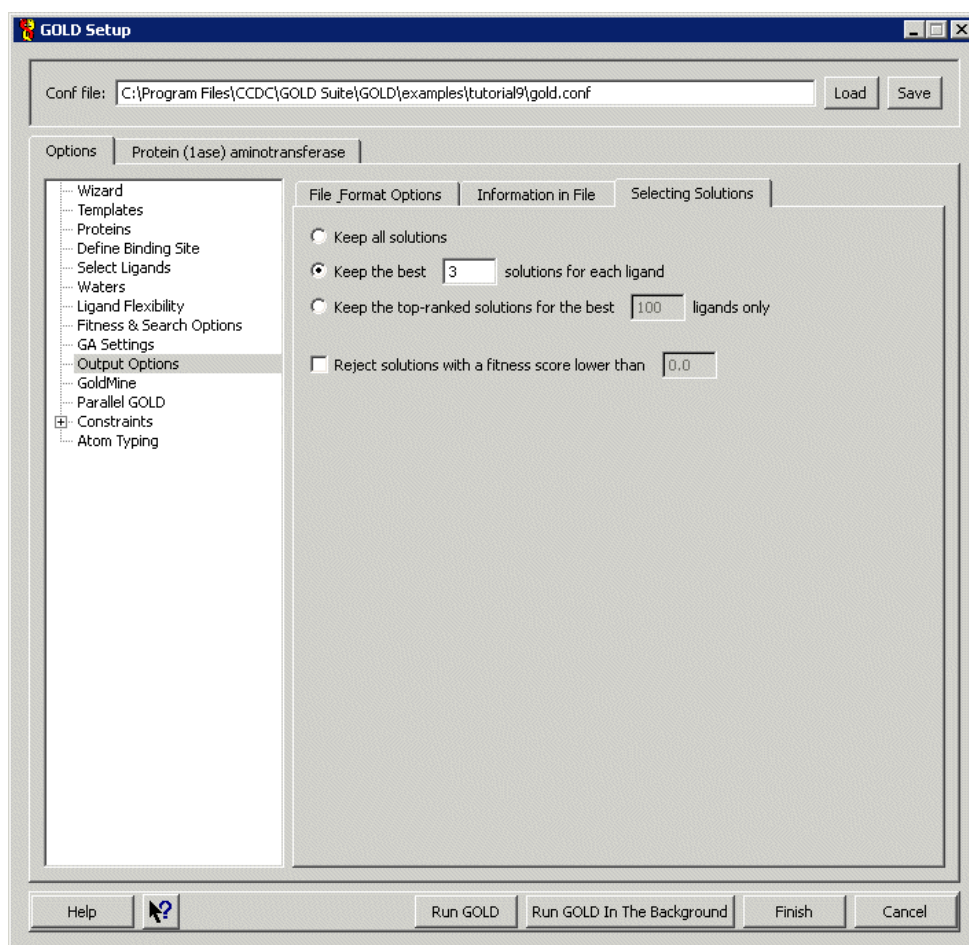 GOLD Setup
Conf file: C:\Program Files\CCDC\GOLD Suite\GOLD\examples\tutorial9\gold.conf Load Save
Options Protein (1ase) aminotransferase
Wizard
Templates
Proteins
Define Binding Site
Select Ligands
Waters
Ligand Flexibility
Fitness & Search Options
GA Settings
Output Options
GoldMine
Parallel GOLD
Constraints
Atom Typing
File_Format Options Information in File Selecting Solutions
Keep all solutions
Keep the best 3 solutions for each ligand
Keep the top-ranked solutions for the best 100 ligands only
Reject solutions with a fitness score lower than 0.0
Help ? Run GOLD Run GOLD In The Background Finish Cancel